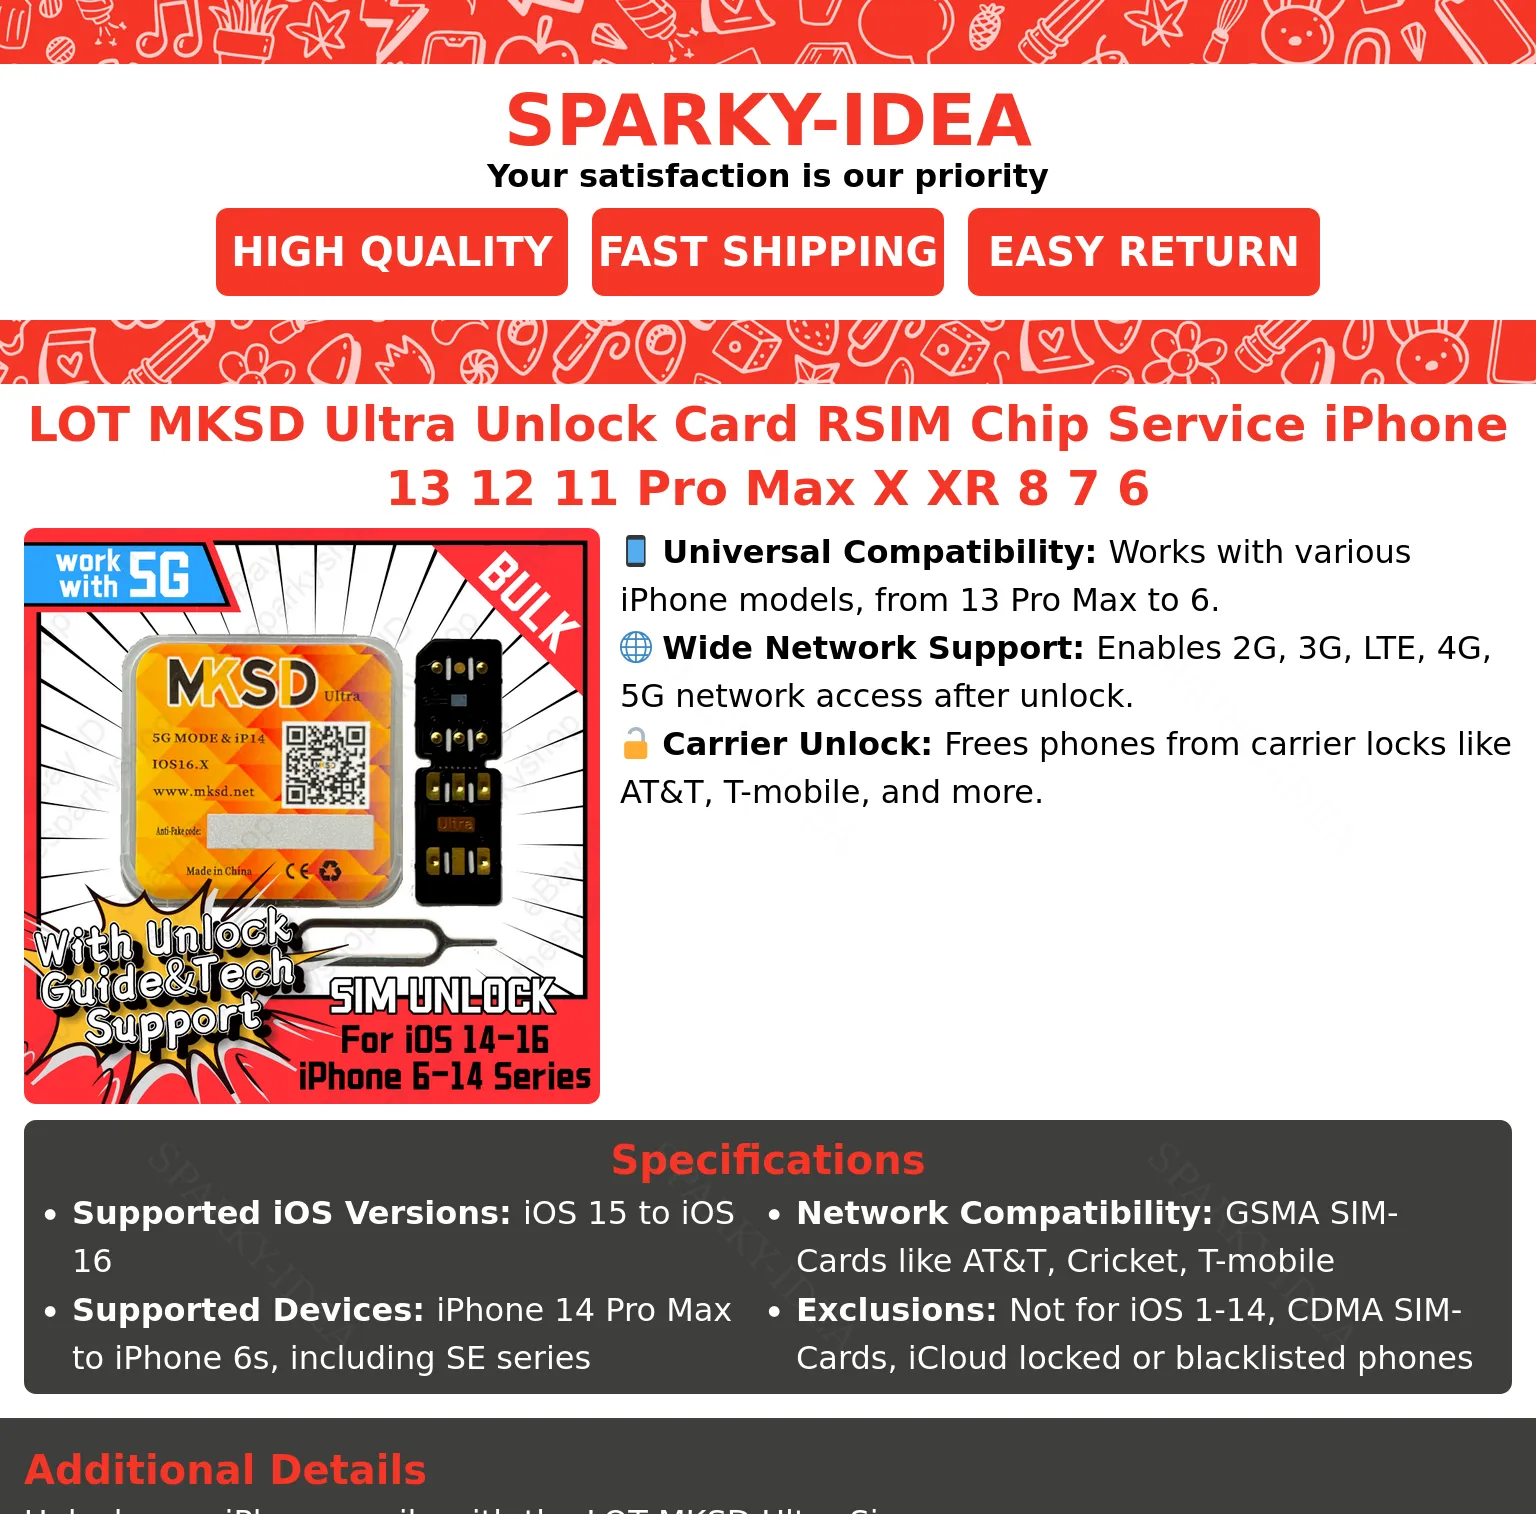 SPARKY-IDEA
Your satisfaction is our priority
HIGH QUALITY
FAST SHIPPING
EASY RETURN
LOT MKSD Ultra Unlock Card RSIM Chip Service iPhone
13 12 11 Pro Max X XR 8 7 6
work
with 5G
BULK
MKSD Ultra
5G MODE & iP14
IOS16.X
www.mksd.net
Anti-Fake code:
Made in China
CE
Ultra
With Unlock
Guide&Tech
Support
SIM UNLOCK
For iOS 14-16
iPhone 6-14 Series
Universal Compatibility: Works with various
iPhone models, from 13 Pro Max to 6.
Wide Network Support: Enables 2G, 3G, LTE, 4G,
5G network access after unlock.
Carrier Unlock: Frees phones from carrier locks like
AT&T, T-mobile, and more.
Specifications
• Supported iOS Versions: iOS 15 to iOS
16
• Supported Devices: iPhone 14 Pro Max
to iPhone 6s, including SE series
• Network Compatibility: GSMA SIM-
Cards like AT&T, Cricket, T-mobile
• Exclusions: Not for iOS 1-14, CDMA SIM-
Cards, iCloud locked or blacklisted phones
SPARKY-IDEA
SPARKY-IDEA
SPARKY-IDEA
Additional Details